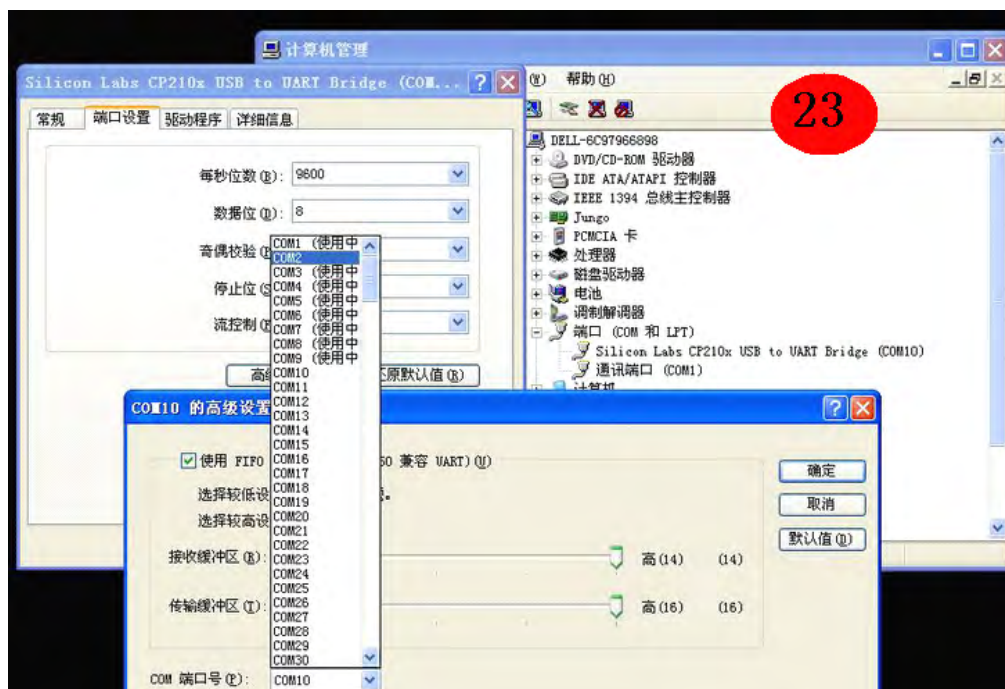 计算机管理
Silicon Labs CP210x USB to UART Bridge (COM...
(W) 帮助(H)
23
常规 端口设置 驱动程序 详细信息
每秒位数(B): 9600
数据位(D): 8
奇偶校验
停止位(S
流控制
COM1 (使用中
COM2
COM3 (使用中
COM4 (使用中
COM5 (使用中
COM6 (使用中
COM7 (使用中
COM8 (使用中
COM9 (使用中
COM10
COM11
COM12
COM13
COM14
COM15
COM16
COM17
COM18
COM19
COM20
COM21
COM22
COM23
COM24
COM25
COM26
COM27
COM28
COM29
COM30
原默认值(R)
DELL-6C97966898
DVD/CD-ROM 驱动器
IDE ATA/ATAPI 控制器
IEEE 1394 总线主控制器
Jungo
PCMCIA 卡
处理器
磁盘驱动器
电池
调制解调器
端口 (COM 和 LPT)
Silicon Labs CP210x USB to UART Bridge (COM10)
通讯端口 (COM1)
计算机
COM10 的高级设置
使用 FIFO 50 兼容 UART)(U)
选择较低设
选择较高设
接收缓冲区(R): 高(14) (14)
传输缓冲区(T): 高(16) (16)
COM 端口号(P): COM10
确定
取消
默认值(D)